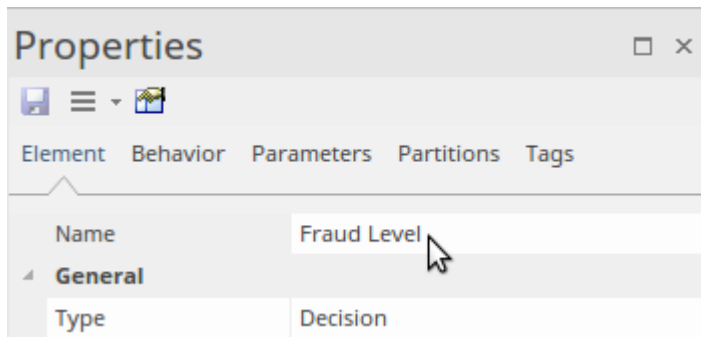 Properties
Element Behavior Parameters Partitions Tags
Name Fraud Level
General
Type Decision